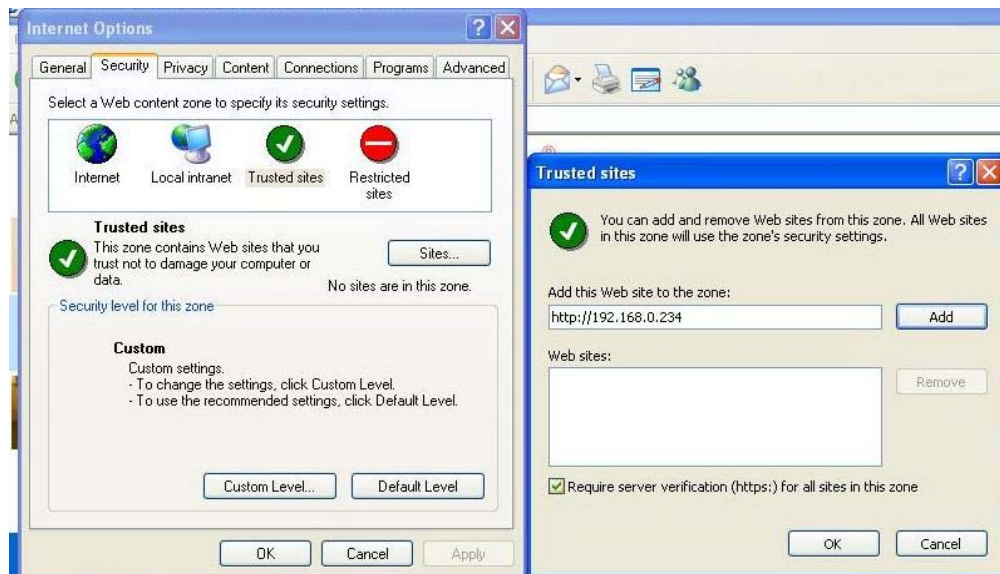 Internet Options
General Security Privacy Content Connections Programs Advanced
Select a Web content zone to specify its security settings.
Internet Local intranet Trusted sites Restricted
sites
Trusted sites
This zone contains Web sites that you
trust not to damage your computer or
data.
Sites...
No sites are in this zone.
Security level for this zone
Custom
Custom settings.
- To change the settings, click Custom Level.
- To use the recommended settings, click Default Level.
Custom Level... Default Level
OK Cancel Apply
Trusted sites
You can add and remove Web sites from this zone. All Web sites
in this zone will use the zone's security settings.
Add this Web site to the zone:
http://192.168.0.234 Add
Web sites:
Remove
Require server verification (https:) for all sites in this zone
OK Cancel